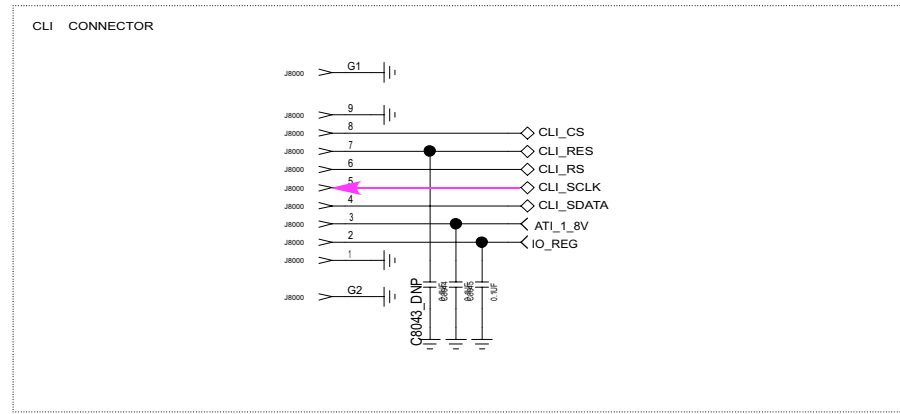 CLI CONNECTOR
J8000 G1
J8000 9
J8000 8 CLI_CS
J8000 7 CLI_RES
J8000 6 CLI_RS
J8000 5 CLI_SCLK
J8000 4 CLI_SDATA
J8000 3 ATI_1_8V
J8000 2 IO_REG
J8000 1
J8000 G2
C8043_DNP
0.1UF